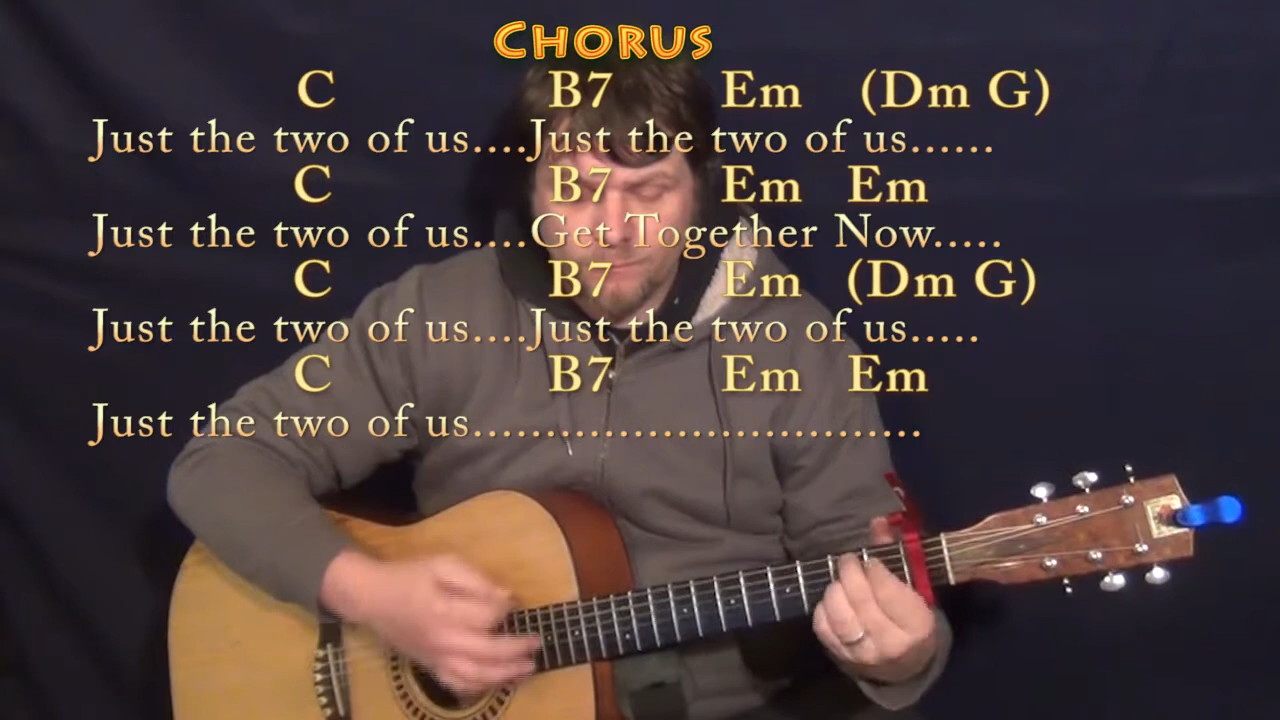 CHORUS
C B7 Em (Dm G)
Just the two of us....Just the two of us......
C B7 Em Em
Just the two of us....Get Together Now.....
C B7 Em (Dm G)
Just the two of us....Just the two of us.....
C B7 Em Em
Just the two of us...............................